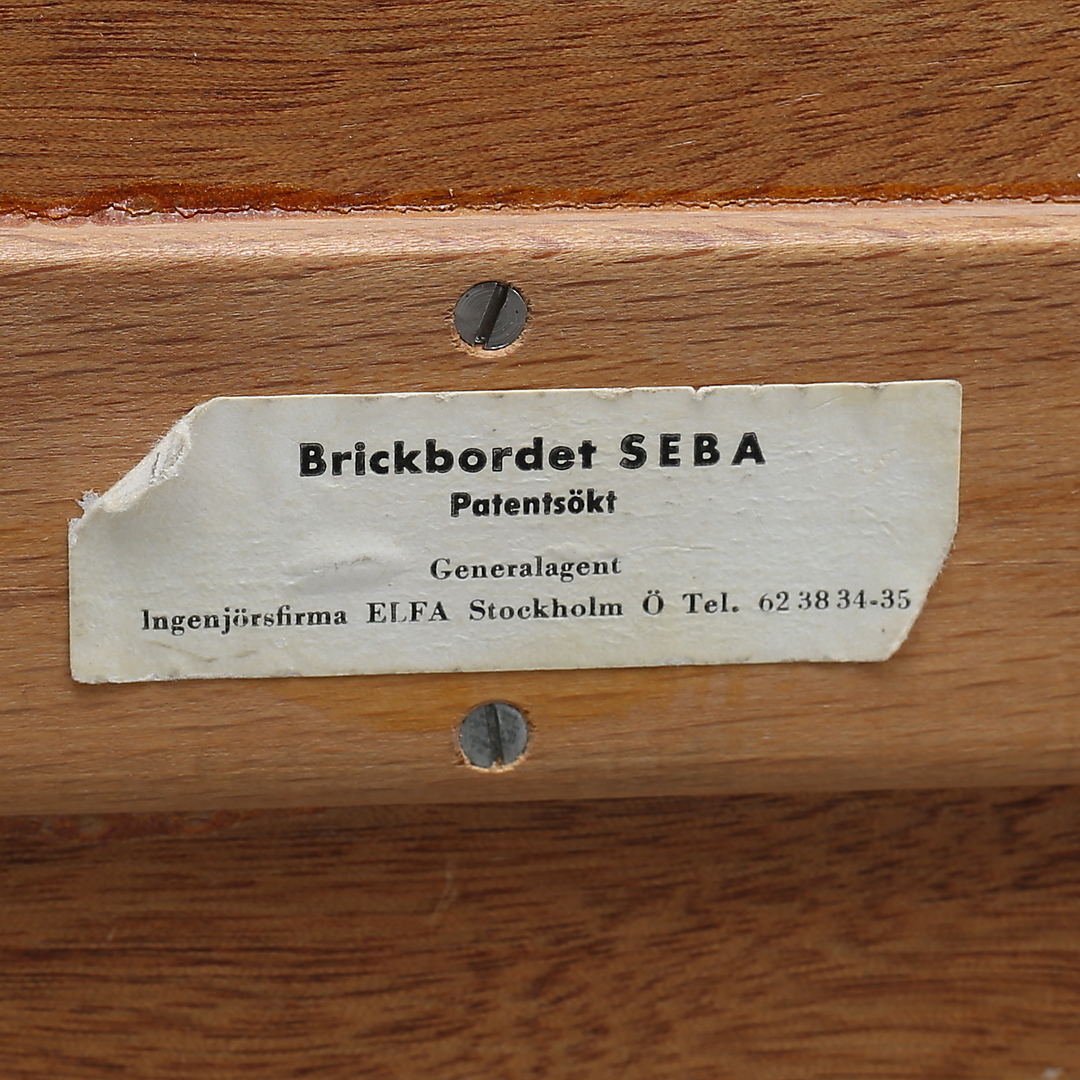 Brickbordet SEBA
Patentsökt
Generalagent
Ingenjörsfirma ELFA Stockholm Ö Tel. 62 38 34-35